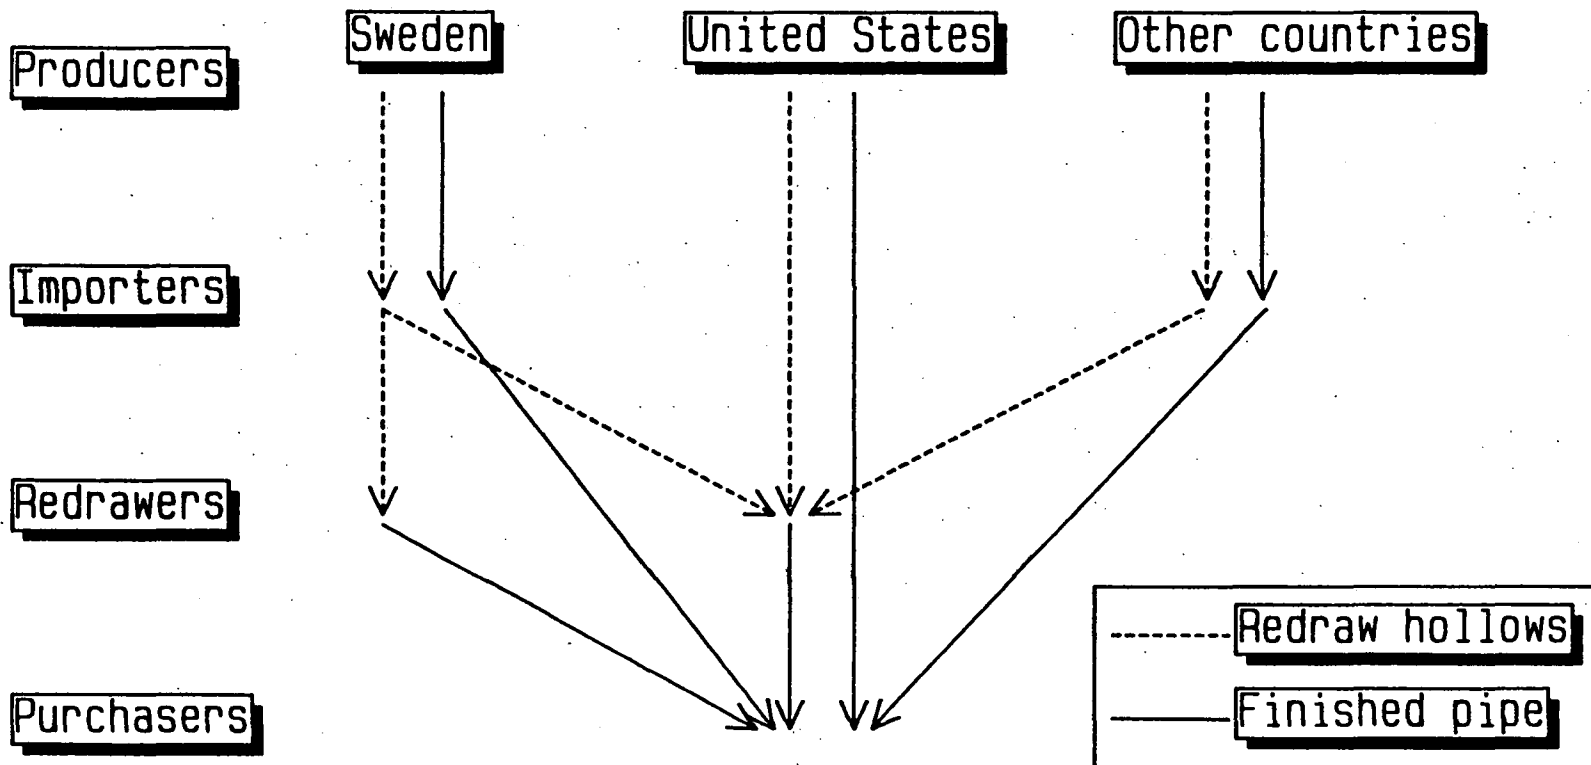 Producers
Sweden
United States
Other countries
Importers
Redrawers
Purchasers
Redraw hollows
Finished pipe